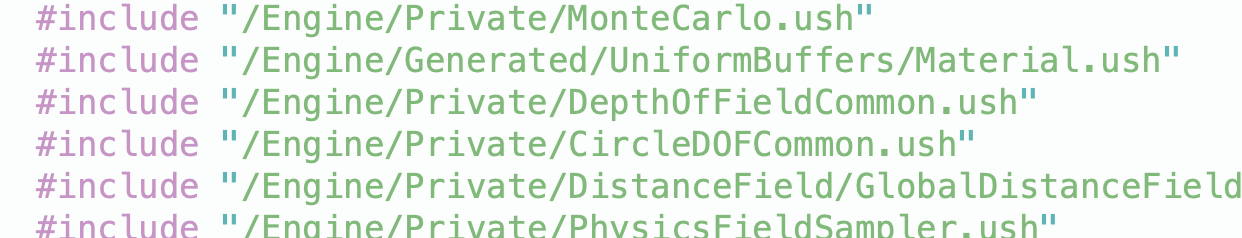 #include "/Engine/Private/MonteCarlo.ush"
#include "/Engine/Generated/UniformBuffers/Material.ush"
#include "/Engine/Private/DepthOfFieldCommon.ush"
#include "/Engine/Private/CircleDOFCommon.ush"
#include "/Engine/Private/DistanceField/GlobalDistanceField
#include "/Engine/Private/PhysicsFieldSampler.ush"